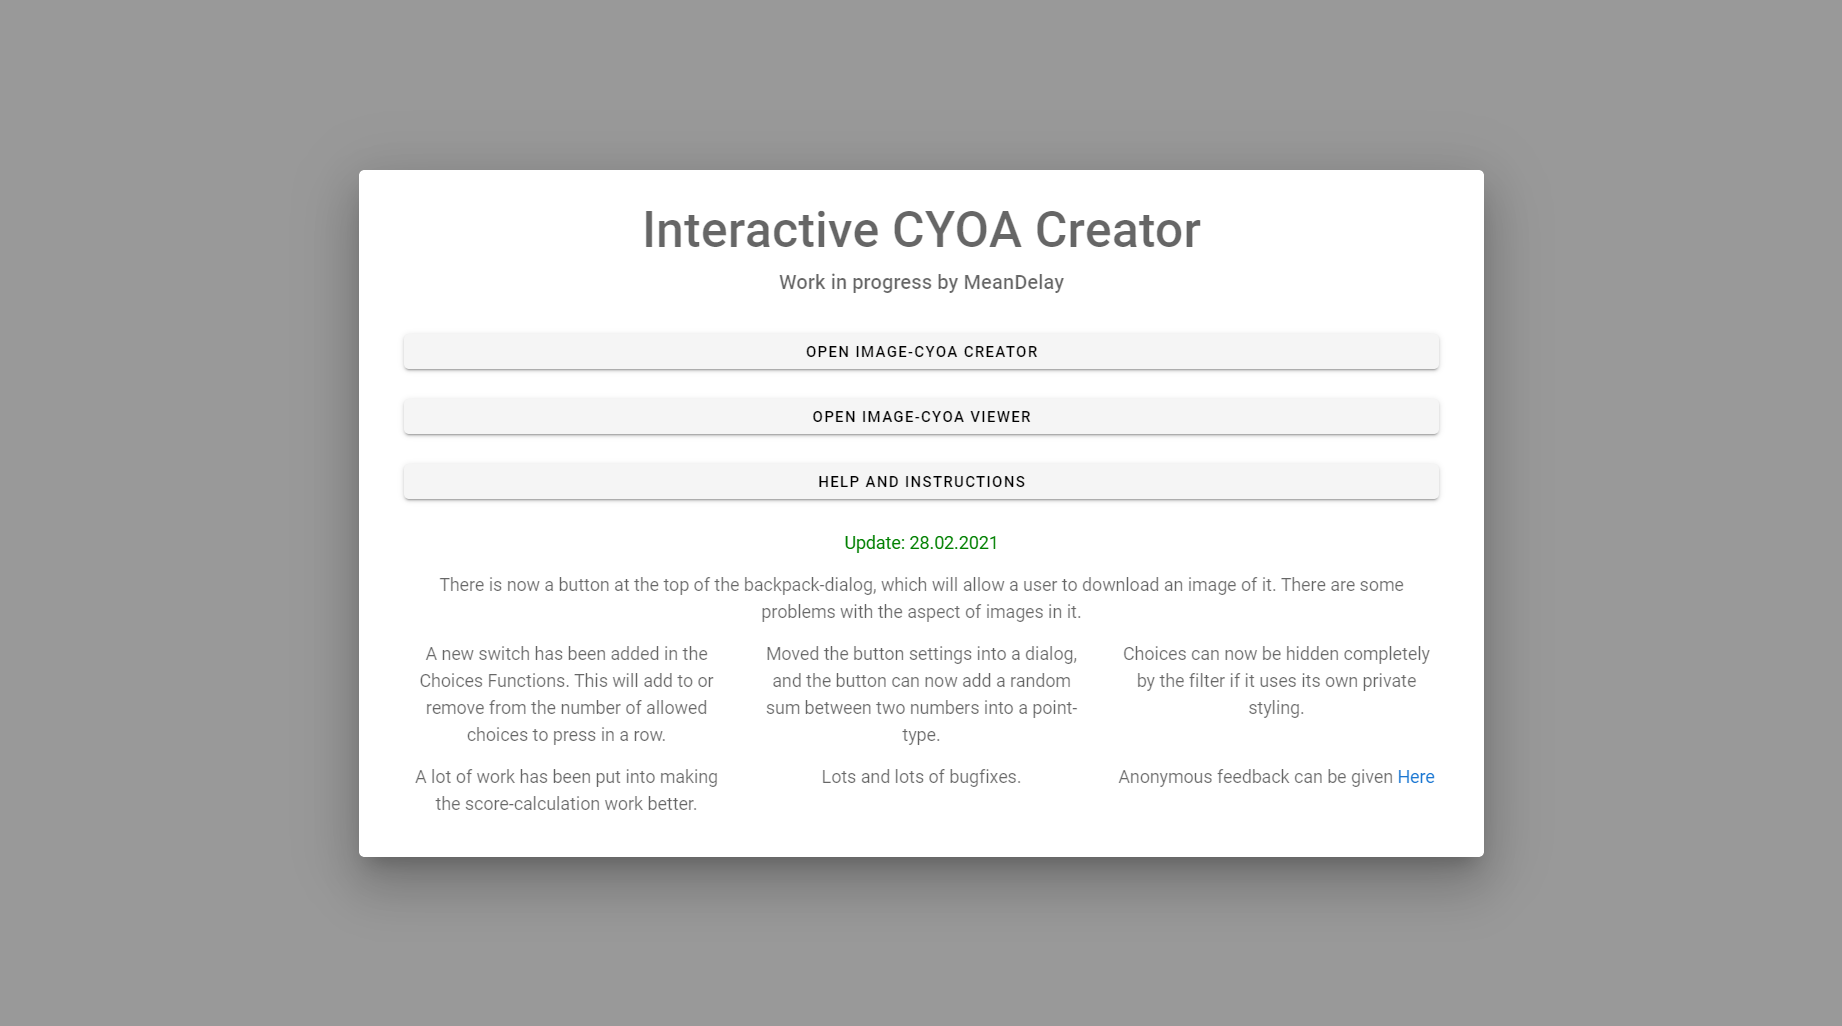 Interactive CYOA Creator
Work in progress by MeanDelay
OPEN IMAGE-CYOA CREATOR
OPEN IMAGE-CYOA VIEWER
HELP AND INSTRUCTIONS
Update: 28.02.2021
There is now a button at the top of the backpack-dialog, which will allow a user to download an image of it. There are some
problems with the aspect of images in it.
A new switch has been added in the
Choices Functions. This will add to or
remove from the number of allowed
choices to press in a row.
Moved the button settings into a dialog,
and the button can now add a random
sum between two numbers into a point-
type.
Choices can now be hidden completely
by the filter if it uses its own private
styling.
A lot of work has been put into making
the score-calculation work better.
Lots and lots of bugfixes.
Anonymous feedback can be given Here